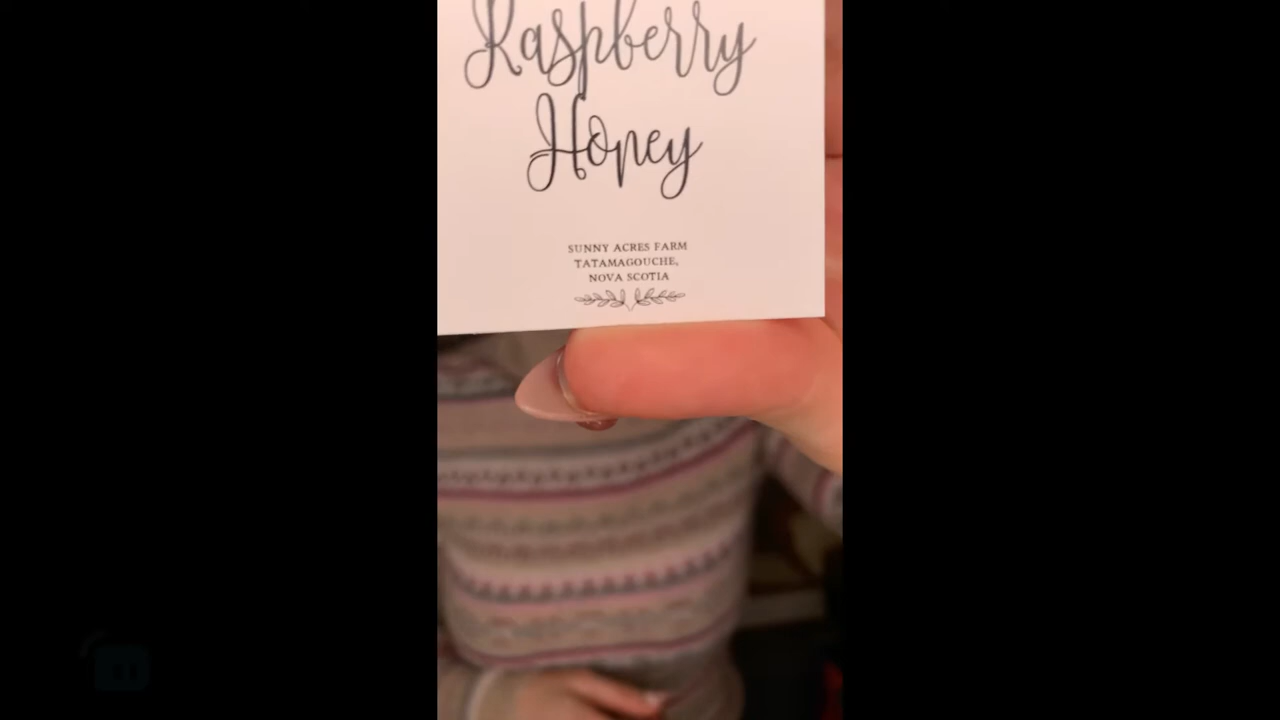 Raspberry
Honey
SUNNY ACRES FARM
TATAMAGOUCHE,
NOVA SCOTIA